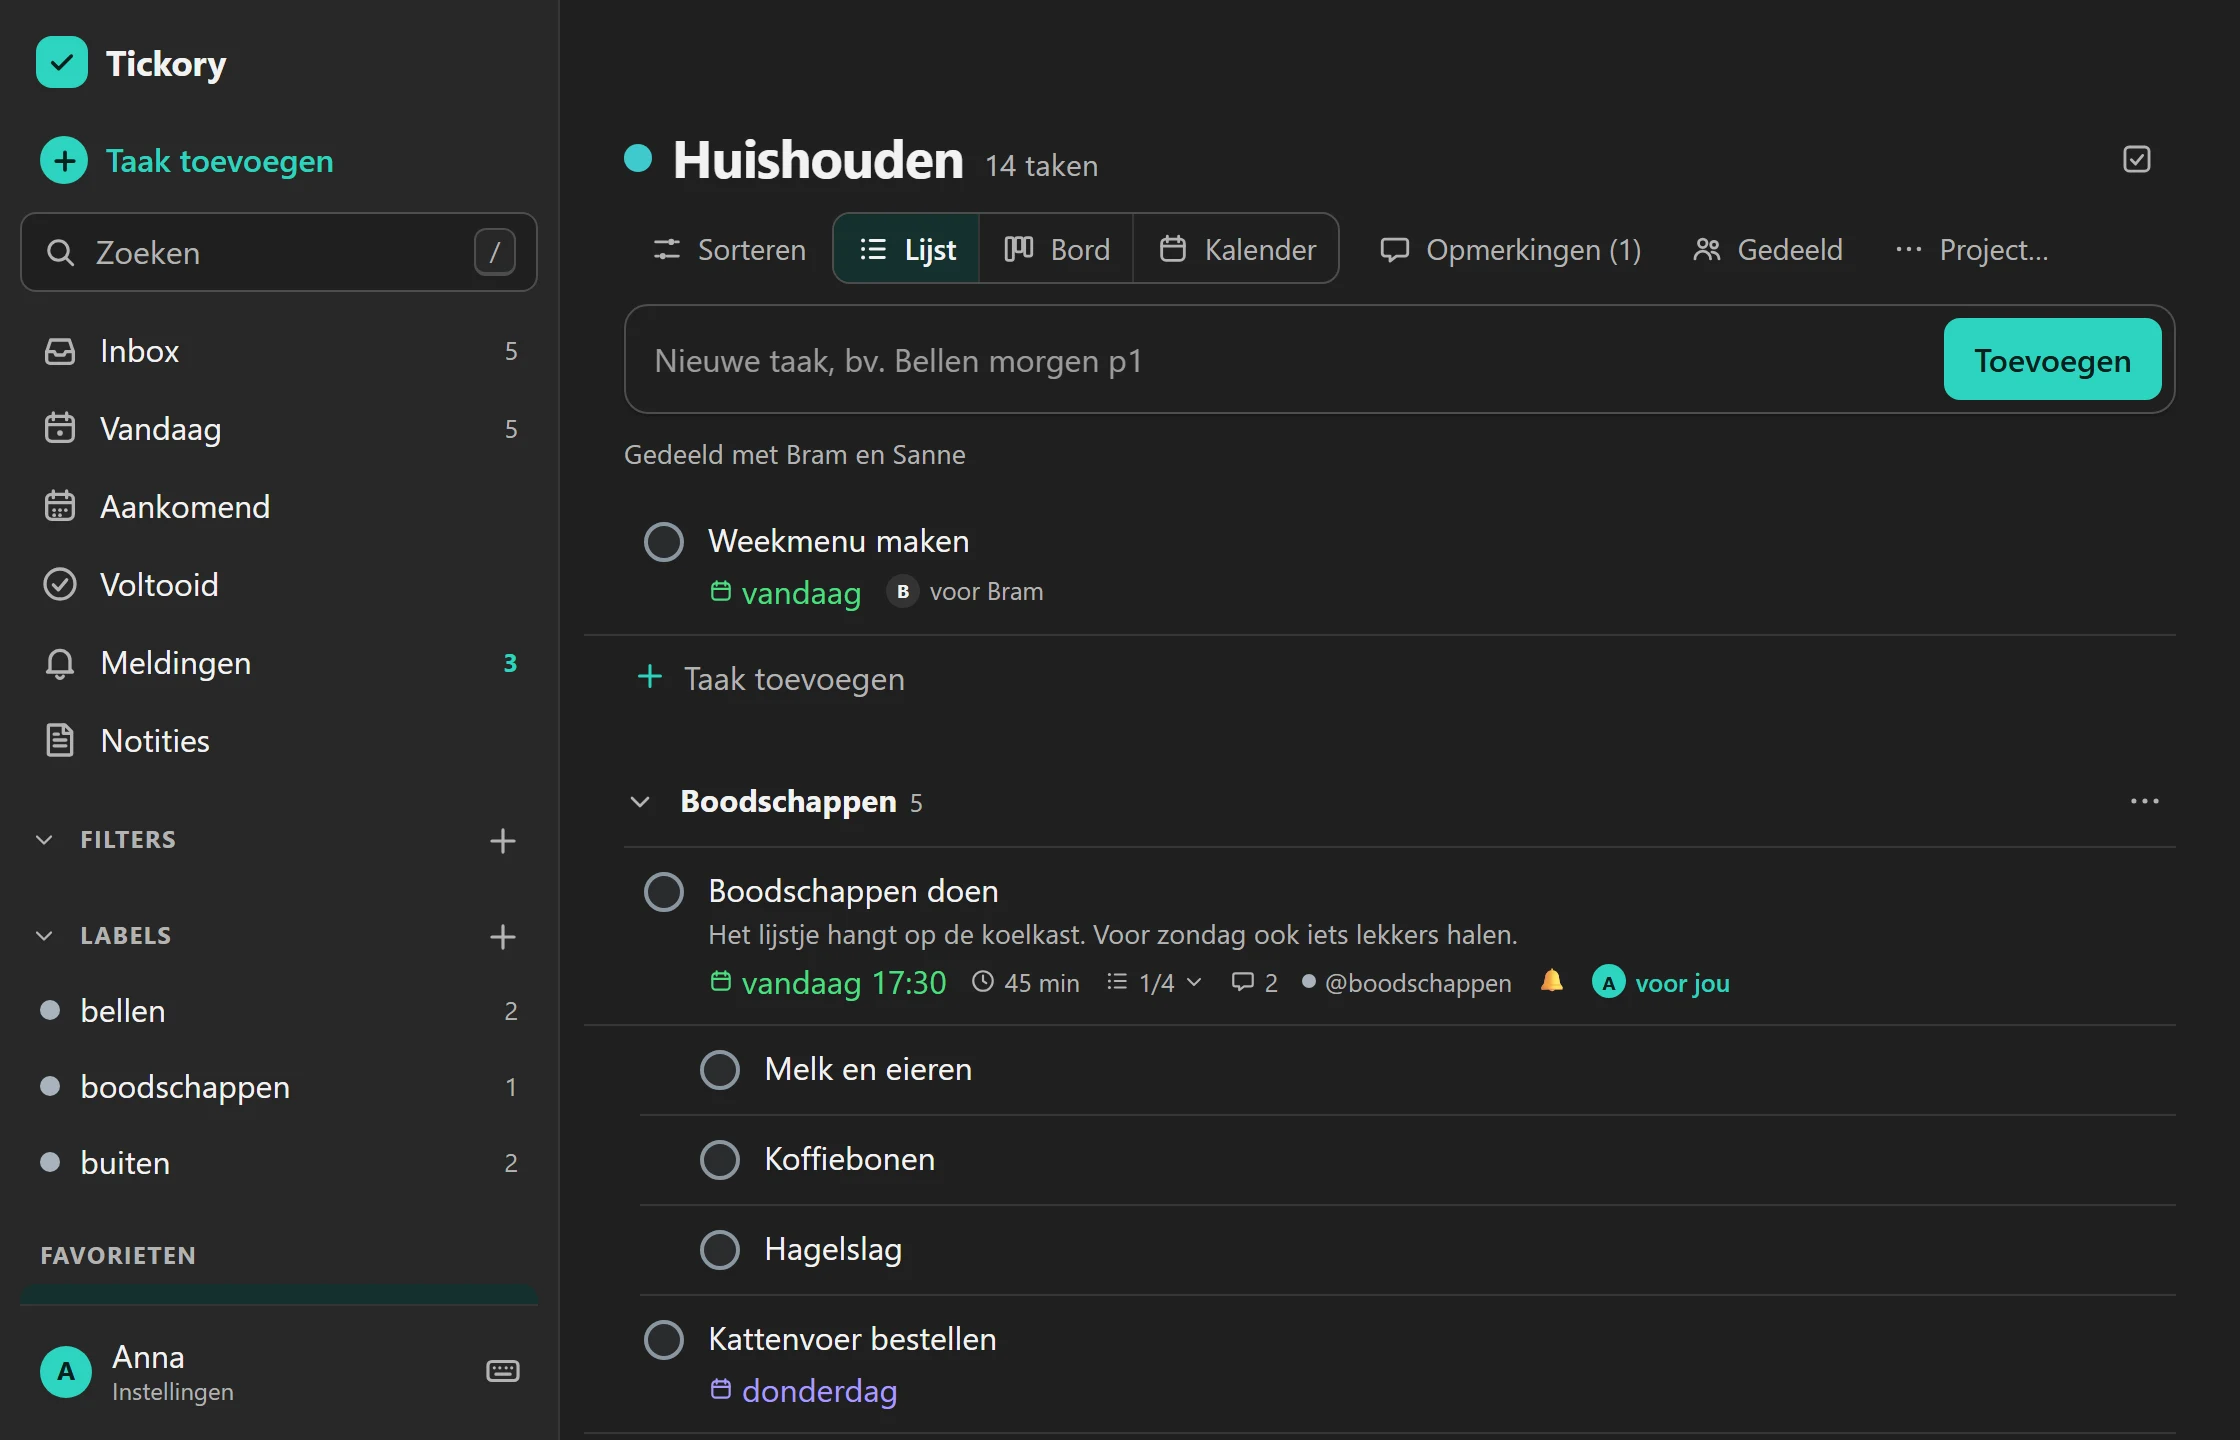 Tickory
Taak toevoegen
Zoeken /
Inbox 5
Vandaag 5
Aankomend
Voltooid
Meldingen 3
Notities
FILTERS
LABELS
bellen 2
boodschappen 1
buiten 2
FAVORIETEN
A Anna
Instellingen
Huishouden 14 taken
Sorteren Lijst Bord Kalender Opmerkingen (1) Gedeeld Project...
Nieuwe taak, bv. Bellen morgen p1 Toevoegen
Gedeeld met Bram en Sanne
Weekmenu maken
vandaag B voor Bram
Taak toevoegen
Boodschappen 5
Boodschappen doen
Het lijstje hangt op de koelkast. Voor zondag ook iets lekkers halen.
vandaag 17:30 45 min 1/4 2 @boodschappen A voor jou
Melk en eieren
Koffiebonen
Hagelslag
Kattenvoer bestellen
donderdag